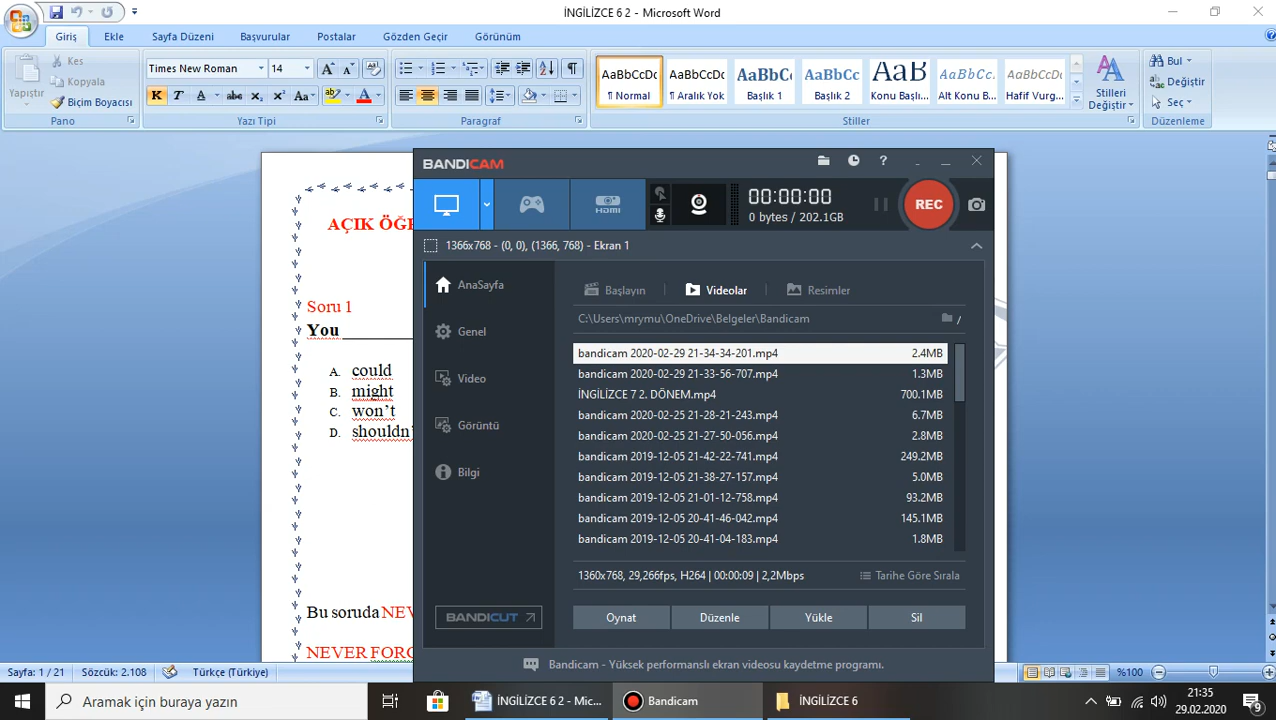 İNGİLİZCE 6 2 - Microsoft Word
Giriş Ekle Sayfa Düzeni Başvurular Postalar Gözden Geçir Görünüm
Yapıştır
Kes
Kopyala
Biçim Boyacısı
Pano
Times New Roman 14
K T A abe x₂ x² Aa
Yazı Tipi
Paragraf
AaBbCcDc
¶ Normal
AaBbCcDc
¶ Aralık Yok
AaBbCc
Başlık 1
AaBbCc
Başlık 2
AaB
Konu Başlı...
AaBbCc
Alt Konu B...
AaBbCcDc
Hafif Vurg...
Stilleri Değiştir
Stiller
Bul
Değiştir
Seç
Düzenleme
AÇIK ÖĞ
Soru 1
You
A. could
B. might
C. won't
D. shouldn'
Bu soruda NEV
NEVER FORG
BANDICAM
HDMI
00:00:00
0 bytes / 202.1GB
REC
1366x768 - (0, 0), (1366, 768) - Ekran 1
AnaSayfa
Genel
Video
Görüntü
Bilgi
BANDICUT
Başlayın Videolar Resimler
C:\Users\mrymu\OneDrive\Belgeler\Bandicam /
bandicam 2020-02-29 21-34-34-201.mp4 2.4MB
bandicam 2020-02-29 21-33-56-707.mp4 1.3MB
İNGİLİZCE 7 2. DÖNEM.mp4 700.1MB
bandicam 2020-02-25 21-28-21-243.mp4 6.7MB
bandicam 2020-02-25 21-27-50-056.mp4 2.8MB
bandicam 2019-12-05 21-42-22-741.mp4 249.2MB
bandicam 2019-12-05 21-38-27-157.mp4 5.0MB
bandicam 2019-12-05 21-01-12-758.mp4 93.2MB
bandicam 2019-12-05 20-41-46-042.mp4 145.1MB
bandicam 2019-12-05 20-41-04-183.mp4 1.8MB
1360x768, 29,266fps, H264 | 00:00:09 | 2,2Mbps Tarihe Göre Sırala
Oynat Düzenle Yükle Sil
Bandicam - Yüksek performanslı ekran videosu kaydetme programı.
Sayfa: 1 / 21 Sözcük: 2.108 Türkçe (Türkiye) %100
Aramak için buraya yazın
İNGİLİZCE 6 2 - Mic...
Bandicam
İNGİLİZCE 6
21:35
29.02.2020
9